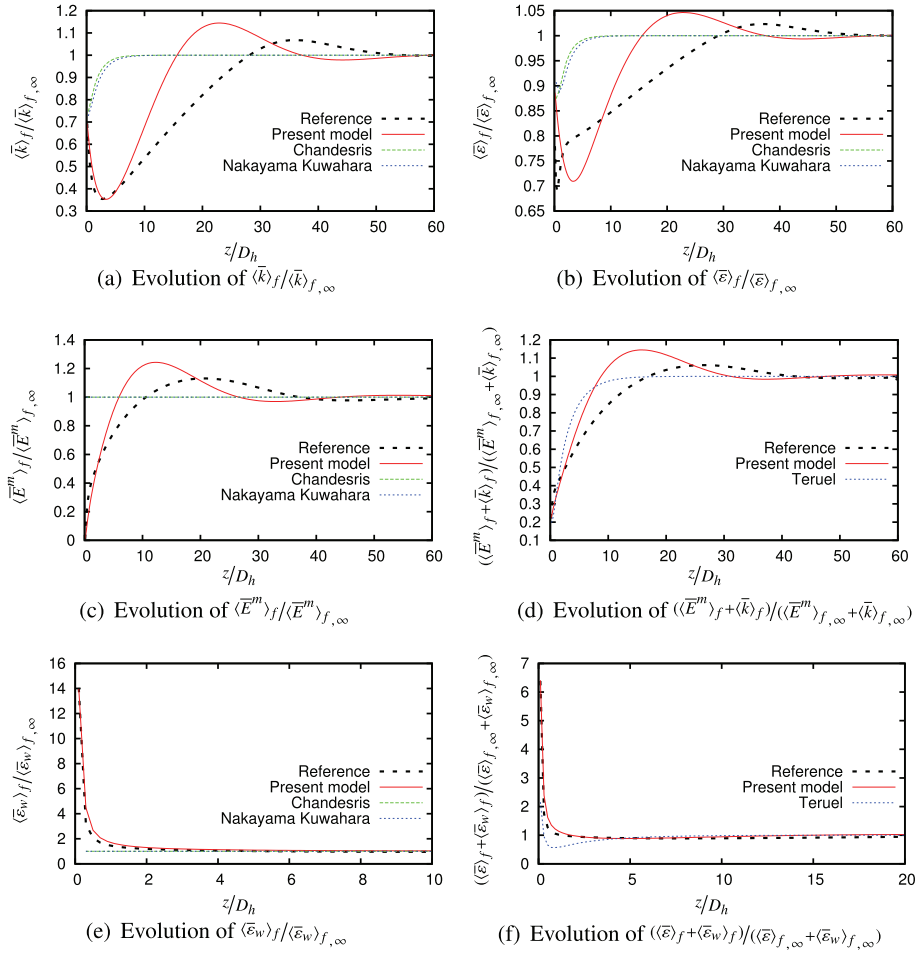 1.2
1.1
1
0.9
0.8
0.7
0.6
0.5
0.4
0.3
⟨k̄⟩f/⟨k̄⟩f,∞
Reference
Present model
Chandesris
Nakayama Kuwahara
0 10 20 30 40 50 60
z/Dh
(a) Evolution of ⟨k̄⟩f/⟨k̄⟩f,∞
1.05
1
0.95
0.9
0.85
0.8
0.75
0.7
0.65
⟨ε̄⟩f/⟨ε̄⟩f,∞
Reference
Present model
Chandesris
Nakayama Kuwahara
0 10 20 30 40 50 60
z/Dh
(b) Evolution of ⟨ε̄⟩f/⟨ε̄⟩f,∞
1.4
1.2
1
0.8
0.6
0.4
0.2
0
⟨Ē^m⟩f/⟨Ē^m⟩f,∞
Reference
Present model
Chandesris
Nakayama Kuwahara
0 10 20 30 40 50 60
z/Dh
(c) Evolution of ⟨Ē^m⟩f/⟨Ē^m⟩f,∞
1.2
1.1
1
0.9
0.8
0.7
0.6
0.5
0.4
0.3
0.2
0.1
(⟨Ē^m⟩f+⟨k̄⟩f)/(⟨Ē^m⟩f,∞+⟨k̄⟩f,∞)
Reference
Present model
Teruel
0 10 20 30 40 50 60
z/Dh
(d) Evolution of (⟨Ē^m⟩f+⟨k̄⟩f)/(⟨Ē^m⟩f,∞+⟨k̄⟩f,∞)
16
14
12
10
8
6
4
2
0
⟨ε̄w⟩f/⟨ε̄w⟩f,∞
Reference
Present model
Chandesris
Nakayama Kuwahara
0 2 4 6 8 10
z/Dh
(e) Evolution of ⟨ε̄w⟩f/⟨ε̄w⟩f,∞
7
6
5
4
3
2
1
0
(⟨ε̄⟩f+⟨ε̄w⟩f)/(⟨ε̄⟩f,∞+⟨ε̄w⟩f,∞)
Reference
Present model
Teruel
0 5 10 15 20
z/Dh
(f) Evolution of (⟨ε̄⟩f+⟨ε̄w⟩f)/(⟨ε̄⟩f,∞+⟨ε̄w⟩f,∞)